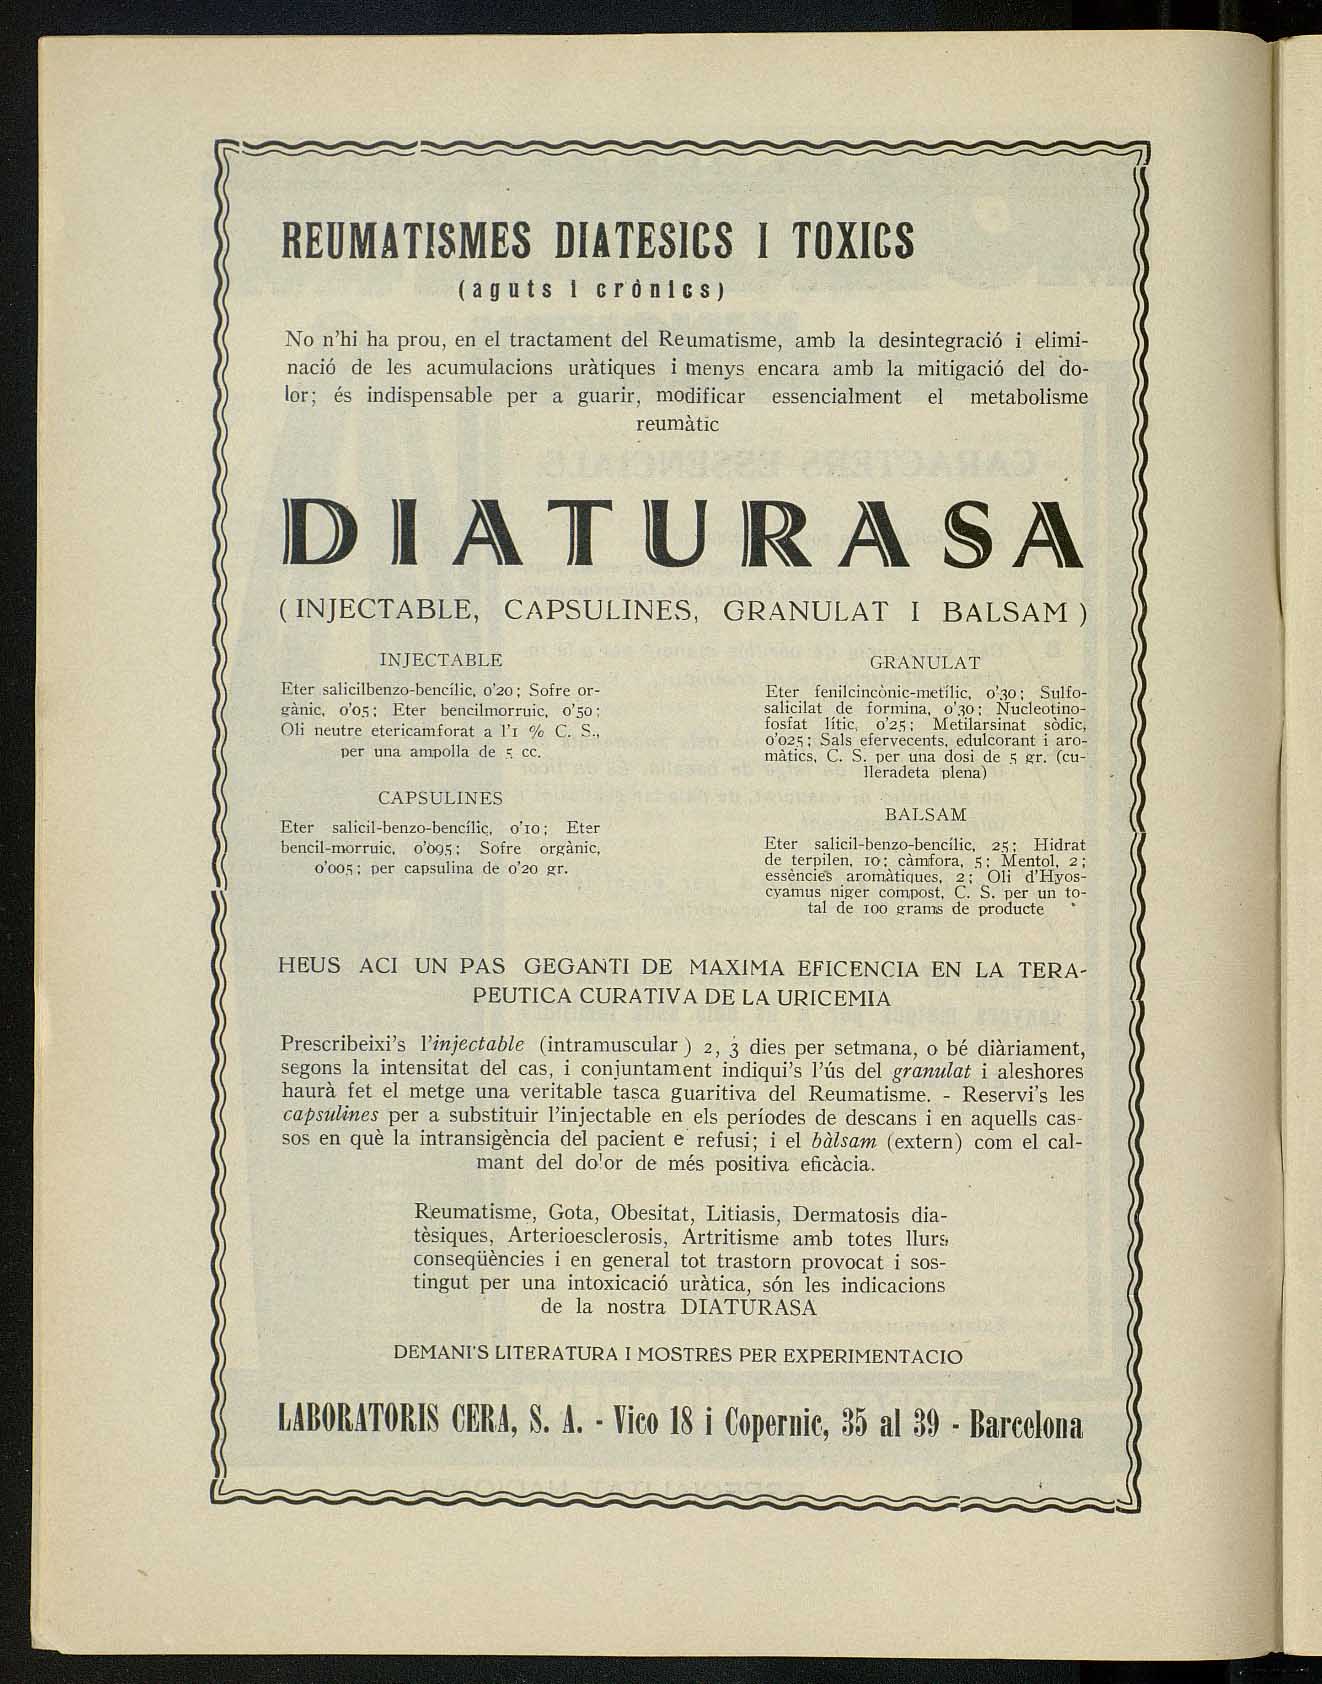 REUMATISMES DIATESICS I TOXICS
(aguts i crònics)
No n'hi ha prou, en el tractament del Reumatisme, amb la desintegració i elimi-
nació de les acumulacions uràtiques i menys encara amb la mitigació del do-
lor; és indispensable per a guarir, modificar essencialment el metabolisme
reumàtic
DIATURASA
(INJECTABLE, CAPSULINES, GRANULAT I BALSAM)
INJECTABLE
Eter salicilbenzo-bencílic, o'20; Sofre or-
gànic, o'05; Eter bencilmorruic, o'50;
Oli neutre etericamforat a l'1 % C. S.,
per una ampolla de 5 cc.
CAPSULINES
Eter salicil-benzo-bencílic, o'10; Eter
bencil-morruic, o'095; Sofre orgànic,
o'005; per capsulina de o'20 gr.
GRANULAT
Eter fenilcincònic-metílic, o'30; Sulfo-
salicilat de formina, o'30; Nucleotino-
fosfat lític, o'25; Metilarsinat sòdic,
o'025; Sals efervecents, edulcorant i aro-
màtics, C. S. per una dosi de 5 gr. (cu-
lleradeta plena)
BALSAM
Eter salicil-benzo-bencílic, 25; Hidrat
de terpilen, 10; càmfora, 5; Mentol, 2;
essències aromàtiques, 2; Oli d'Hyos-
cyamus niger compost, C. S. per un to-
tal de 100 grams de producte
HEUS ACI UN PAS GEGANTI DE MAXIMA EFICENCIA EN LA TERA-
PEUTICA CURATIVA DE LA URICEMIA
Prescribeixi's l'injectable (intramuscular) 2, 3 dies per setmana, o bé diàriament,
segons la intensitat del cas, i conjuntament indiqui's l'ús del granulat i aleshores
haurà fet el metge una veritable tasca guaritiva del Reumatisme. - Reservi's les
capsulines per a substituir l'injectable en els períodes de descans i en aquells cas-
sos en què la intransigència del pacient e refusi; i el bàlsam (extern) com el cal-
mant del dolor de més positiva eficàcia.
Reumatisme, Gota, Obesitat, Litiasis, Dermatosis dia-
tèsiques, Arterioesclerosis, Artritisme amb totes llurs
conseqüències i en general tot trastorn provocat i sos-
tingut per una intoxicació uràtica, són les indicacions
de la nostra DIATURASA
DEMANI'S LITERATURA I MOSTRES PER EXPERIMENTACIO
LABORATORIS CERA, S. A. - Vico 18 i Copernic, 35 al 39 - Barcelona